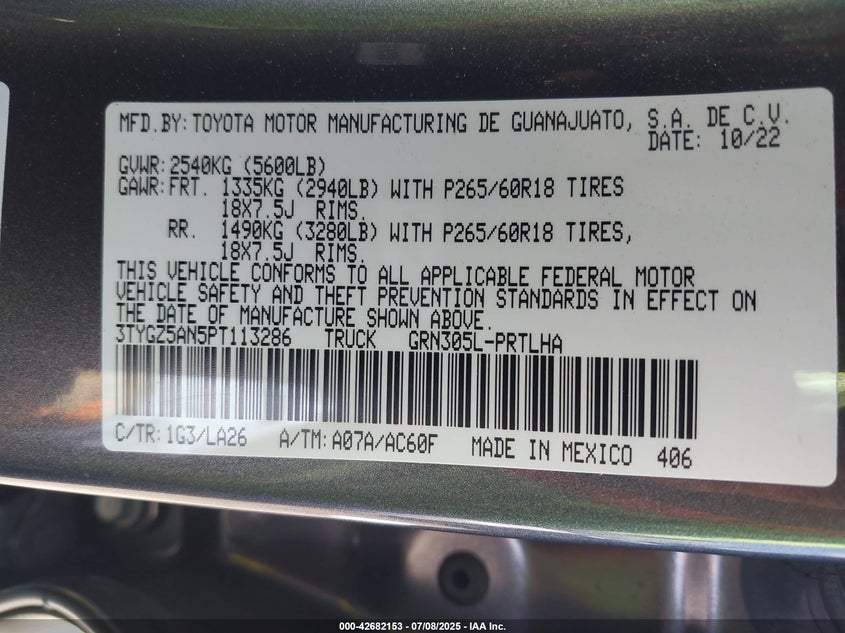 MFD.BY: TOYOTA MOTOR MANUFACTURING DE GUANAJUATO, S.A. DE C.V.
DATE: 10/22
GVWR: 2540KG (5600LB)
GAWR: FRT. 1335KG (2940LB) WITH P265/60R18 TIRES
18X7.5J RIMS.
RR. 1490KG (3280LB) WITH P265/60R18 TIRES,
18X7.5J RIMS.
THIS VEHICLE CONFORMS TO ALL APPLICABLE FEDERAL MOTOR
VEHICLE SAFETY AND THEFT PREVENTION STANDARDS IN EFFECT ON
THE DATE OF MANUFACTURE SHOWN ABOVE.
3TYGZ5AN5PT113286 TRUCK GRN305L-PRTLHA
C/TR: 1G3/LA26 A/TM: A07A/AC60F MADE IN MEXICO 406
000-42682153 - 07/08/2025 - IAA Inc.